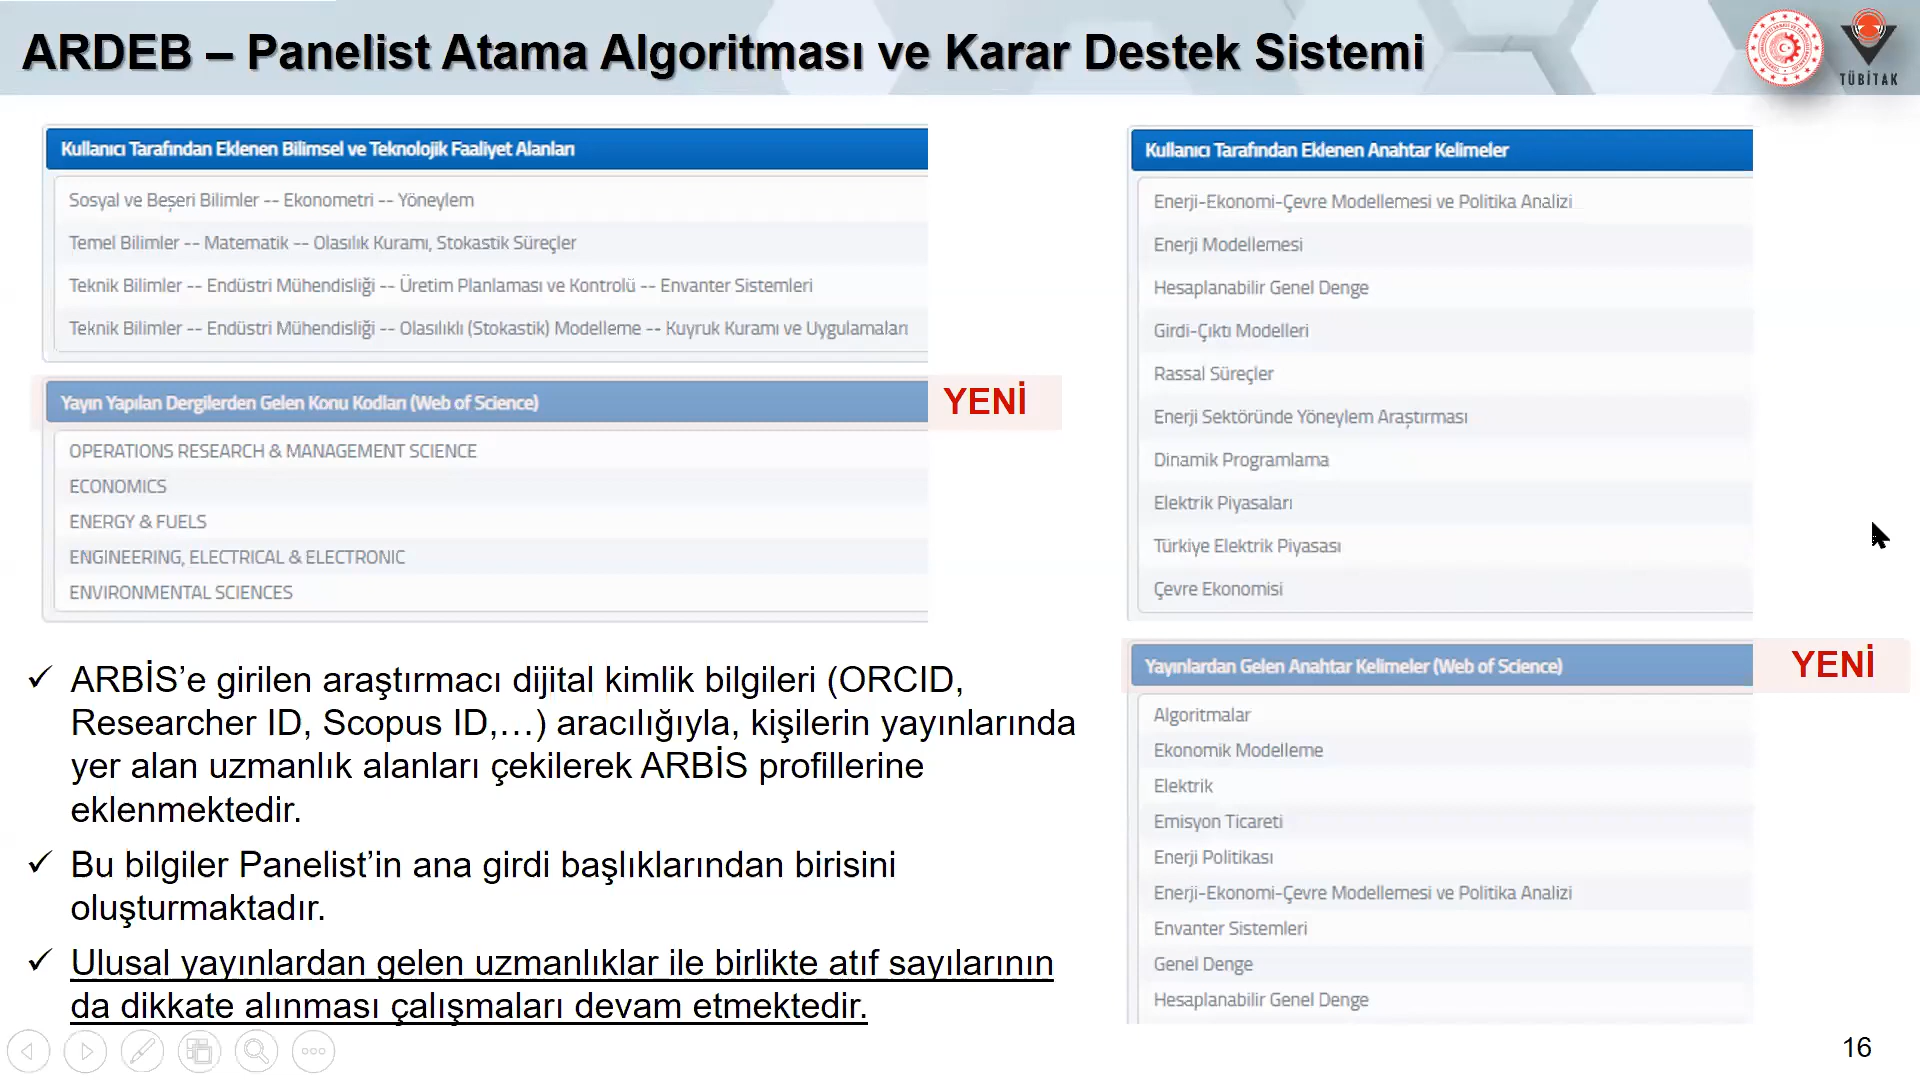 ARDEB – Panelist Atama Algoritması ve Karar Destek Sistemi
TÜBİTAK
Kullanıcı Tarafından Eklenen Bilimsel ve Teknolojik Faaliyet Alanları
Sosyal ve Beşeri Bilimler -- Ekonometri -- Yöneylem
Temel Bilimler -- Matematik -- Olasılık Kuramı, Stokastik Süreçler
Teknik Bilimler -- Endüstri Mühendisliği -- Üretim Planlaması ve Kontrolü -- Envanter Sistemleri
Teknik Bilimler -- Endüstri Mühendisliği -- Olasılıklı (Stokastik) Modelleme -- Kuyruk Kuramı ve Uygulamaları
Yayın Yapılan Dergilerden Gelen Konu Kodları (Web of Science)
YENİ
OPERATIONS RESEARCH & MANAGEMENT SCIENCE
ECONOMICS
ENERGY & FUELS
ENGINEERING, ELECTRICAL & ELECTRONIC
ENVIRONMENTAL SCIENCES
✓ ARBİS’e girilen araştırmacı dijital kimlik bilgileri (ORCID,
Researcher ID, Scopus ID,…) aracılığıyla, kişilerin yayınlarında
yer alan uzmanlık alanları çekilerek ARBİS profillerine
eklenmektedir.
✓ Bu bilgiler Panelist’in ana girdi başlıklarından birisini
oluşturmaktadır.
✓ Ulusal yayınlardan gelen uzmanlıklar ile birlikte atıf sayılarının
da dikkate alınması çalışmaları devam etmektedir.
Kullanıcı Tarafından Eklenen Anahtar Kelimeler
Enerji-Ekonomi-Çevre Modellemesi ve Politika Analizi
Enerji Modellemesi
Hesaplanabilir Genel Denge
Girdi-Çıktı Modelleri
Rassal Süreçler
Enerji Sektöründe Yöneylem Araştırması
Dinamik Programlama
Elektrik Piyasaları
Türkiye Elektrik Piyasası
Çevre Ekonomisi
Yayınlardan Gelen Anahtar Kelimeler (Web of Science)
YENİ
Algoritmalar
Ekonomik Modelleme
Elektrik
Emisyon Ticareti
Enerji Politikası
Enerji-Ekonomi-Çevre Modellemesi ve Politika Analizi
Envanter Sistemleri
Genel Denge
Hesaplanabilir Genel Denge
16